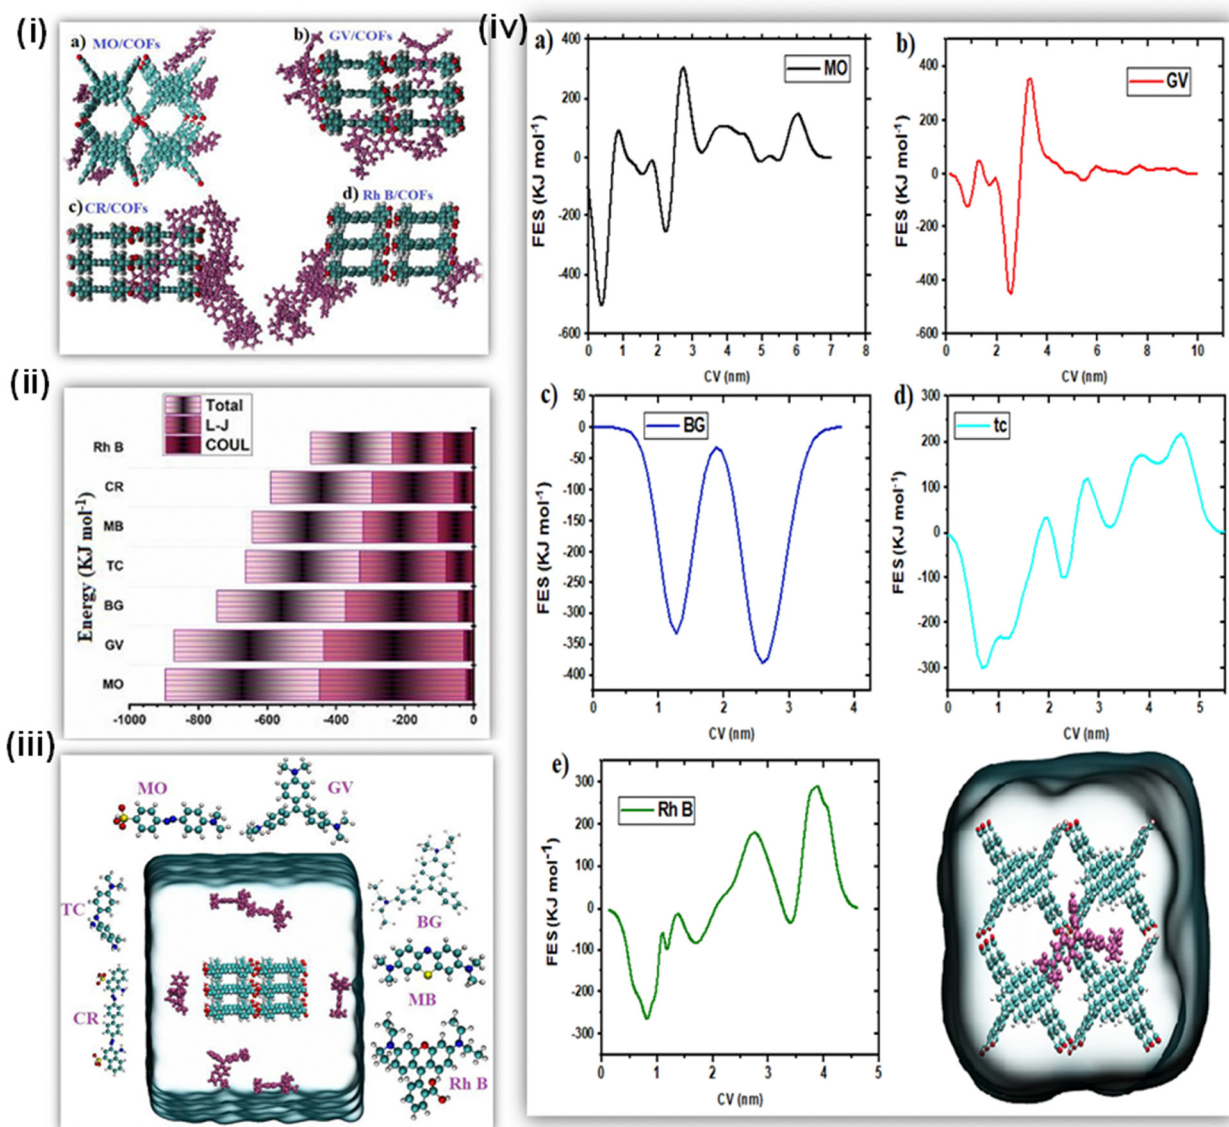 (i)
a) MO/COFs
b) GV/COFs
c) CR/COFs
d) Rh B/COFs
(ii)
Total
L-J
COUL
Energy (KJ mol-1)
Rh B
CR
MB
TC
BG
GV
MO
-1000 -800 -600 -400 -200 0
(iii)
MO
GV
TC
BG
CR
MB
Rh B
(iv)
a)
MO
FES (KJ mol-1)
400
200
0
-200
-400
-600
0 1 2 3 4 5 6 7 8
CV (nm)
b)
GV
FES (KJ mol-1)
400
200
0
-200
-400
-600
0 2 4 6 8 10
CV (nm)
c)
BG
FES (KJ mol-1)
50
0
-50
-100
-150
-200
-250
-300
-350
-400
0 1 2 3 4
CV (nm)
d)
tc
FES (KJ mol-1)
300
200
100
0
-100
-200
-300
0 1 2 3 4 5
CV (nm)
e)
Rh B
FES (KJ mol-1)
300
200
100
0
-100
-200
-300
0 1 2 3 4 5
CV (nm)